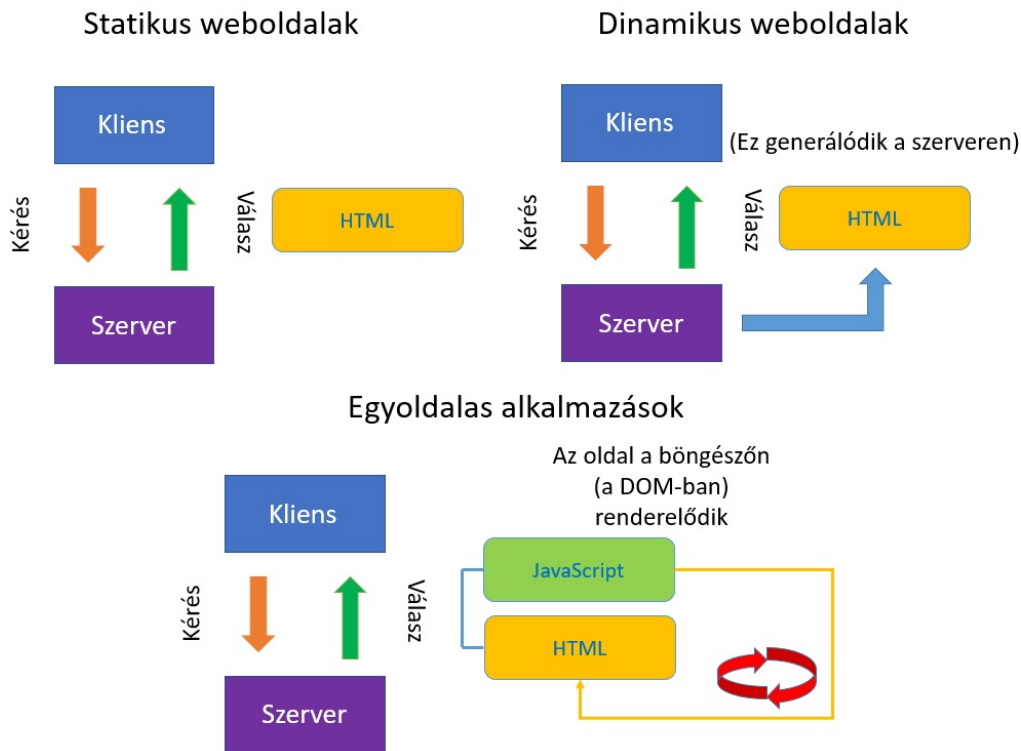 Statikus weboldalak
Kliens
Kérés
Válasz
HTML
Szerver
Dinamikus weboldalak
Kliens
(Ez generálódik a szerveren)
Kérés
Válasz
HTML
Szerver
Egyoldalas alkalmazások
Az oldal a böngészőn
(a DOM-ban)
renderelődik
Kliens
Kérés
Válasz
JavaScript
HTML
Szerver